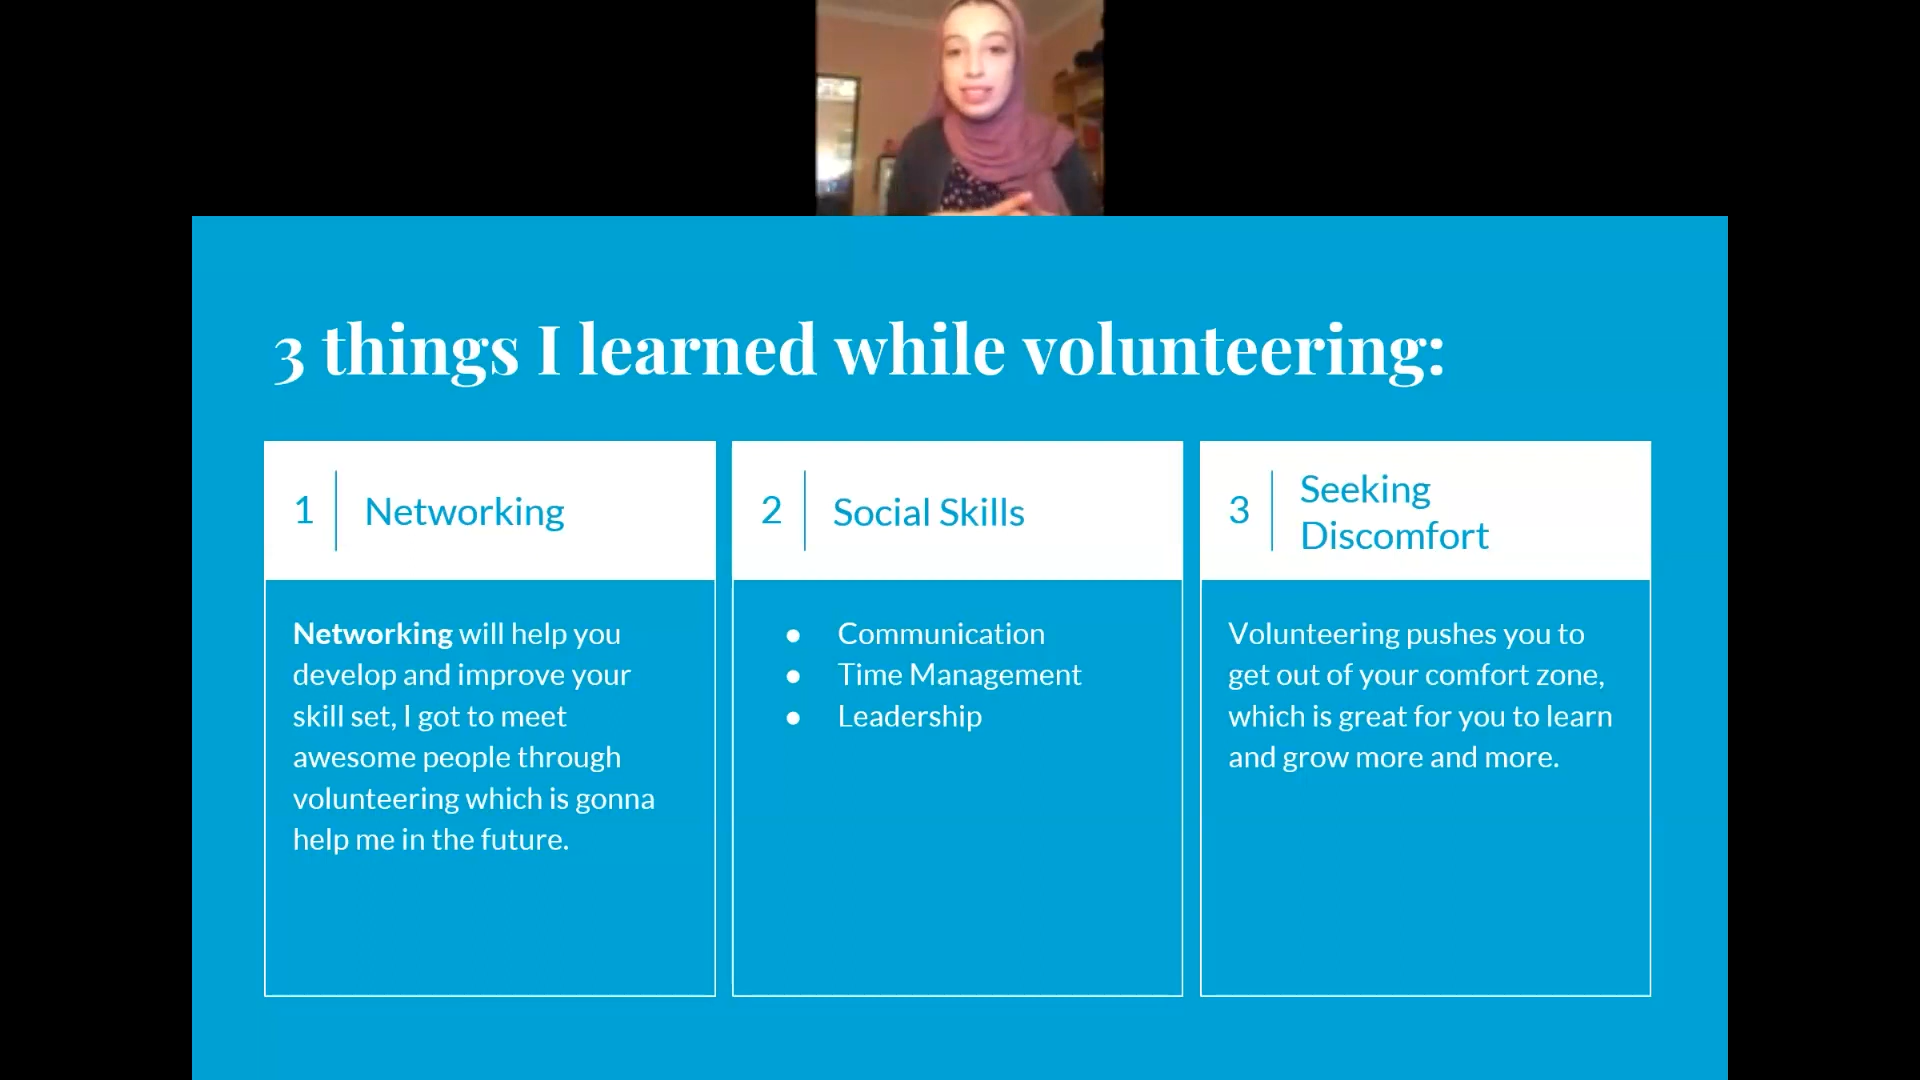 3 things I learned while volunteering:
1
Networking
Networking will help you
develop and improve your
skill set, I got to meet
awesome people through
volunteering which is gonna
help me in the future.
2
Social Skills
● Communication
● Time Management
● Leadership
3
Seeking
Discomfort
Volunteering pushes you to
get out of your comfort zone,
which is great for you to learn
and grow more and more.